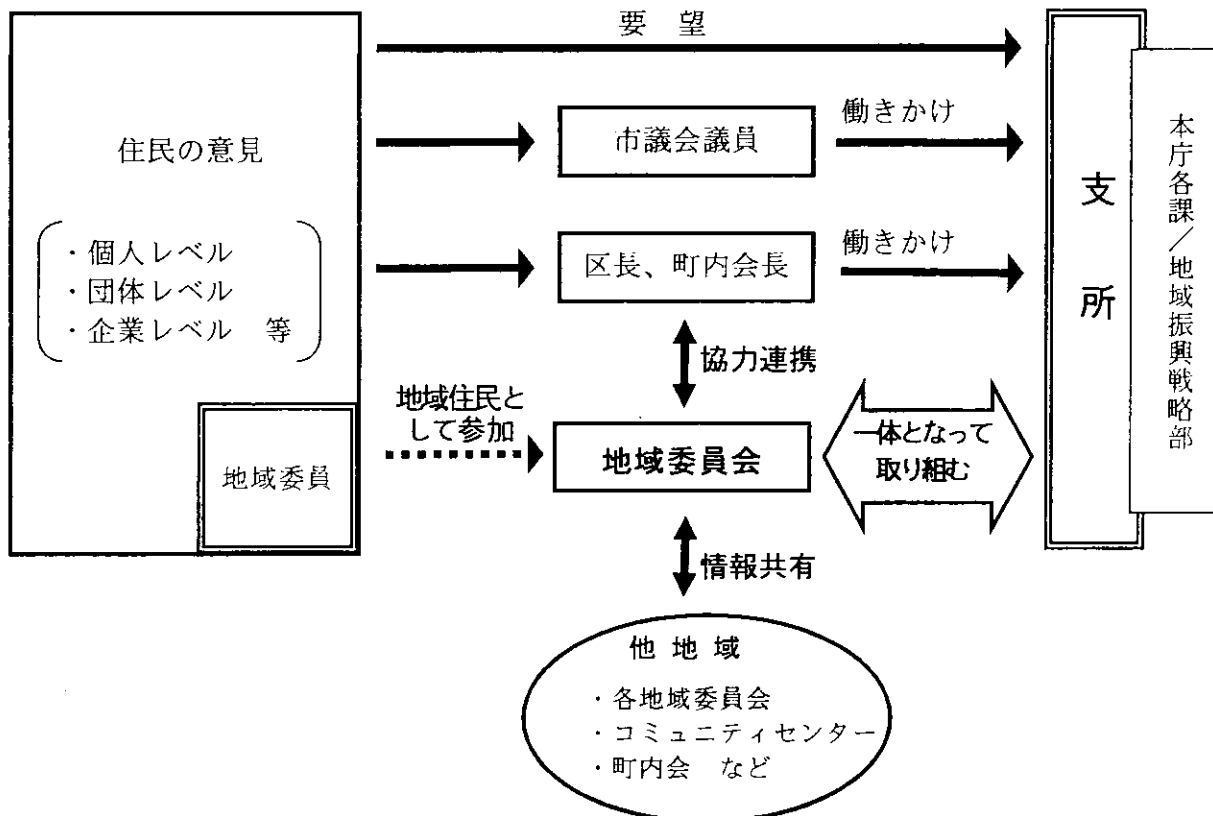 要　望
住民の意見
・個人レベル
・団体レベル
・企業レベル　等
地域委員
市議会議員
働きかけ
区長、町内会長
働きかけ
協力連携
地域住民と
して参加
地域委員会
一体となって
取り組む
情報共有
他 地 域
・各地域委員会
・コミュニティセンター
・町内会　など
支　所
本庁各課／地域振興戦略部